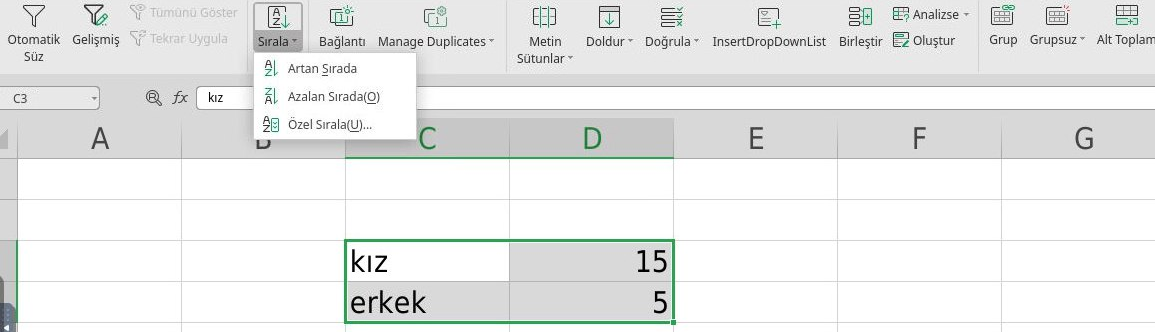 Otomatik Süz
Gelişmiş
Tümünü Göster
Tekrar Uygula
Sırala
Bağlantı
Manage Duplicates
Metin Sütunlar
Doldur
Doğrula
InsertDropDownList
Birleştir
Analizse
Oluştur
Grup
Grupsuz
Alt Toplam
Artan Sırada
Azalan Sırada(O)
Özel Sırala(U)...
C3
fx
kız
A B C D E F G
kız 15
erkek 5